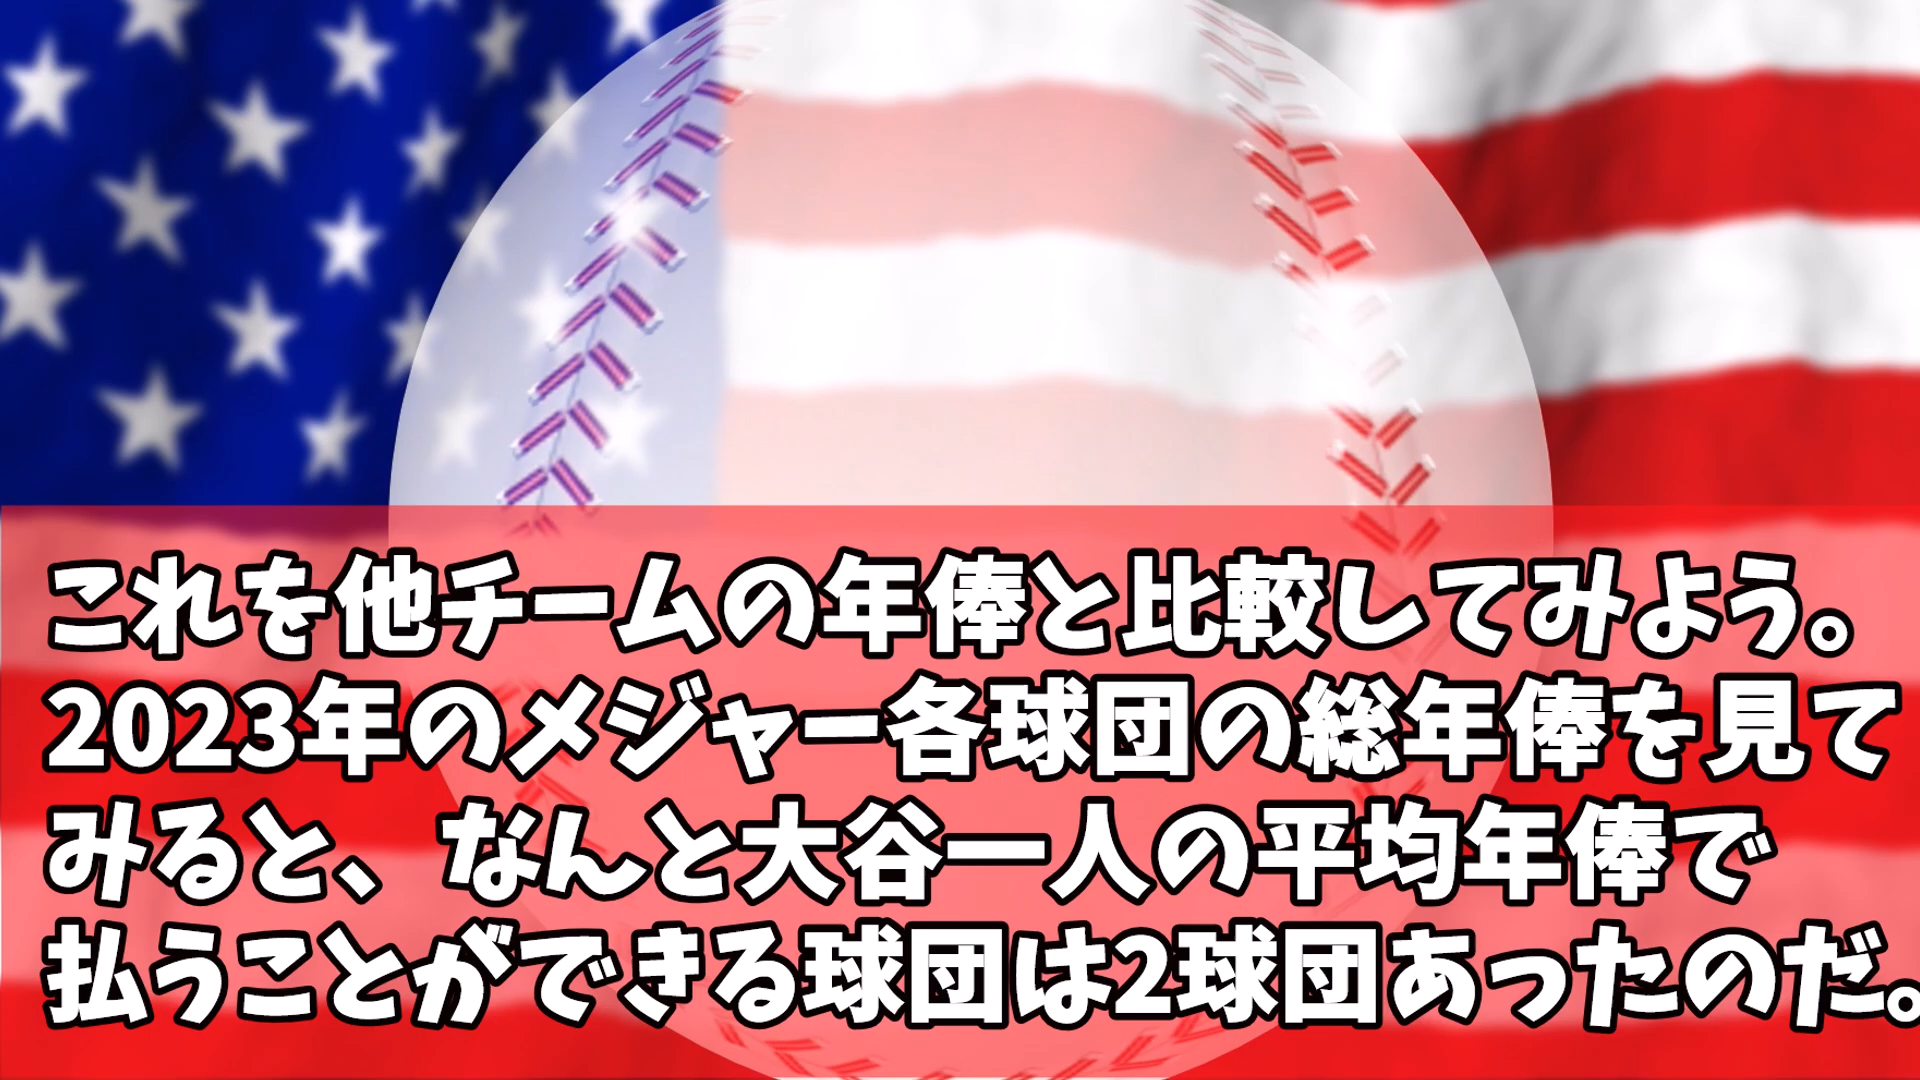 これを他チームの年俸と比較してみよう。
2023年のメジャー各球団の総年俸を見て
みると、なんと大谷一人の平均年俸で
払うことができる球団は2球団あったのだ。